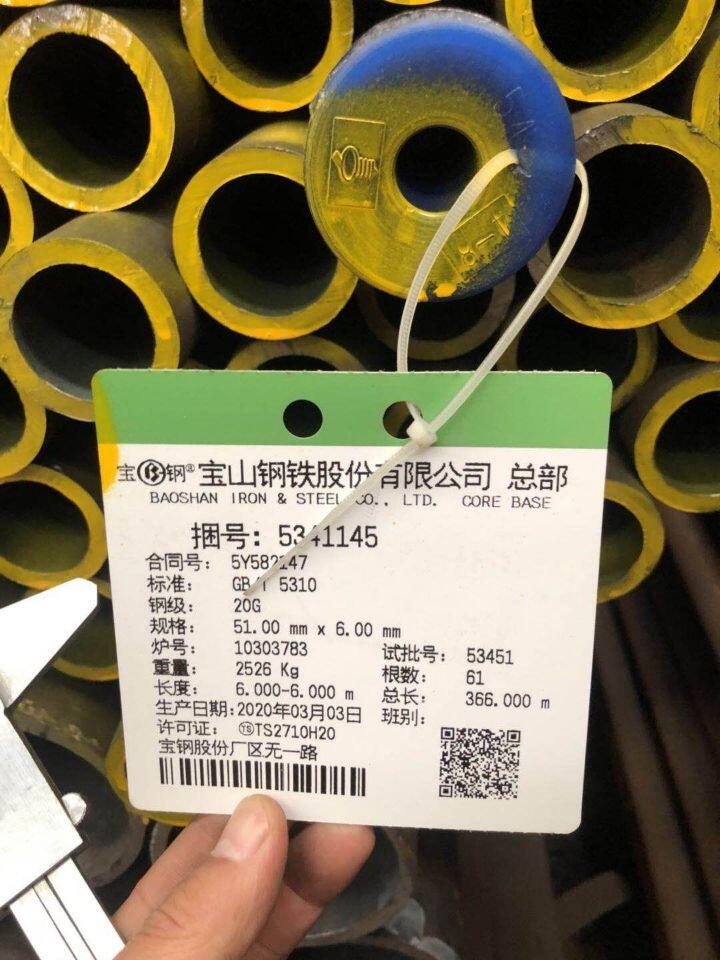 宝 B 钢® 宝山钢铁股份有限公司 总部
BAOSHAN IRON & STEEL CO., LTD. CORE BASE
捆号: 5341145
合同号:
标准: GB/T 5310
钢级: 20G
规格: 51.00 mm x 6.00 mm
炉号: 10303783 试批号: 53451
重量: 2526 Kg 根数: 61
长度: 6.000-6.000 m 总长: 366.000 m
生产日期:2020年03月03日 班别:
许可证: TS TS2710H20
宝钢股份厂区无一路